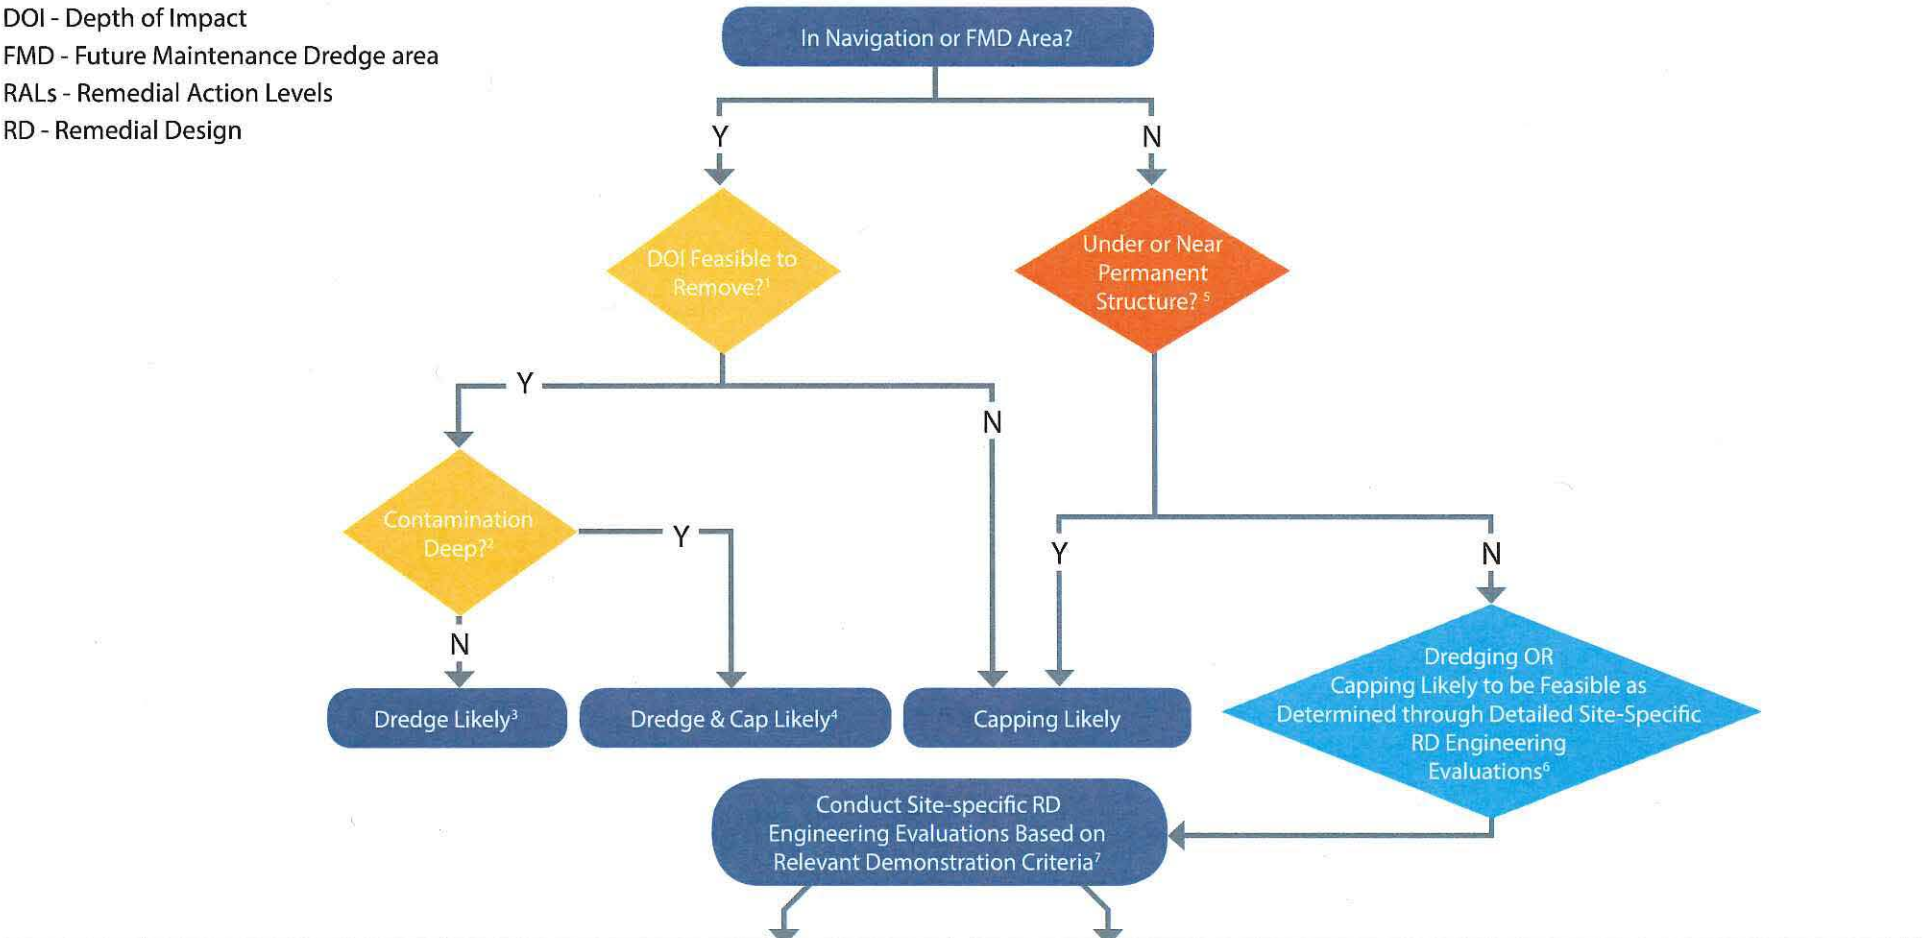 DOI - Depth of Impact
FMD - Future Maintenance Dredge area
RALs - Remedial Action Levels
RD - Remedial Design
In Navigation or FMD Area?
Y
N
DOI Feasible to
Remove?¹
Under or Near
Permanent
Structure? ⁵
Y
N
Contamination
Deep?²
Y
Y
N
N
Dredge Likely³
Dredge & Cap Likely⁴
Capping Likely
Dredging OR
Capping Likely to be Feasible as
Determined through Detailed Site-Specific
RD Engineering
Evaluations⁶
Conduct Site-specific RD
Engineering Evaluations Based on
Relevant Demonstration Criteria⁷